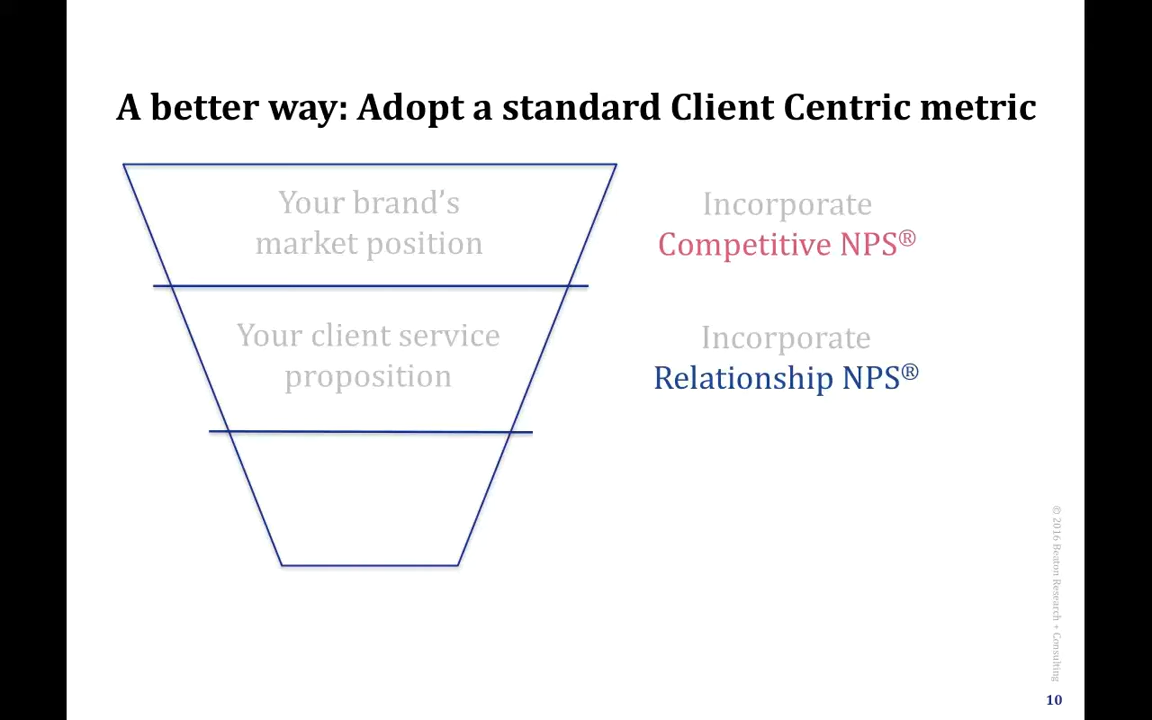 A better way: Adopt a standard Client Centric metric
Your brand’s
market position
Incorporate
Competitive NPS®
Your client service
proposition
Incorporate
Relationship NPS®
© 2016 Beaton Research + Consulting
10